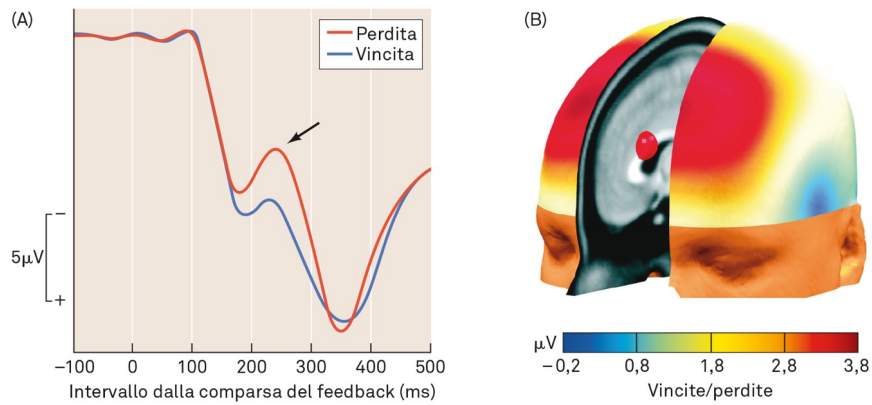 (A)
Perdita
Vincita
−
5µV
+
−100 0 100 200 300 400 500
Intervallo dalla comparsa del feedback (ms)
(B)
µV
−0,2 0,8 1,8 2,8 3,8
Vincite/perdite